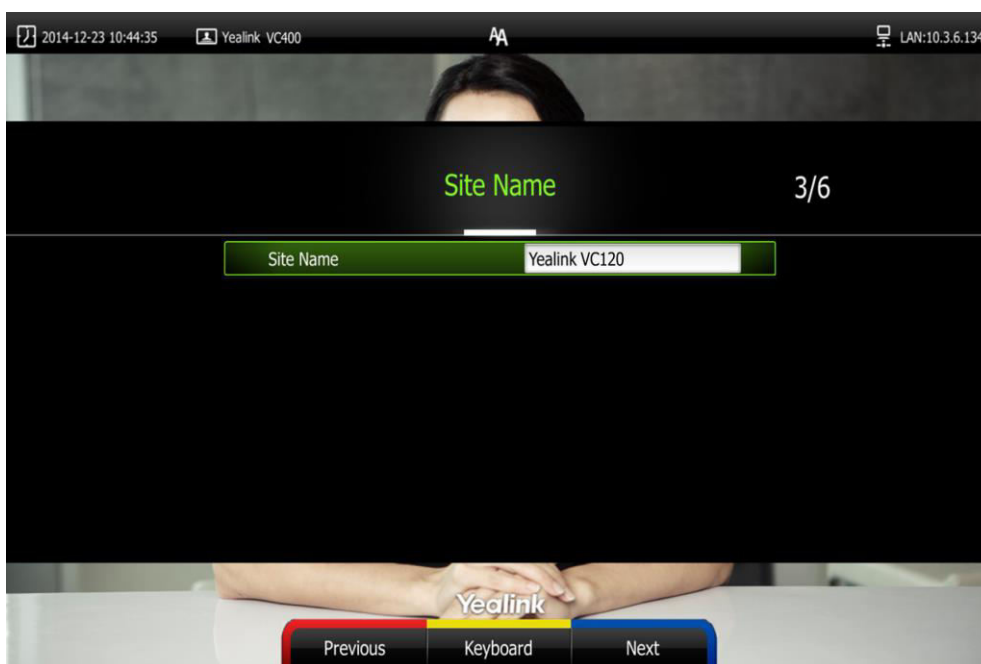 2014-12-23 10:44:35 Yealink VC400 AA LAN:10.3.6.134
Site Name 3/6
Site Name Yealink VC120
Yealink
Previous Keyboard Next